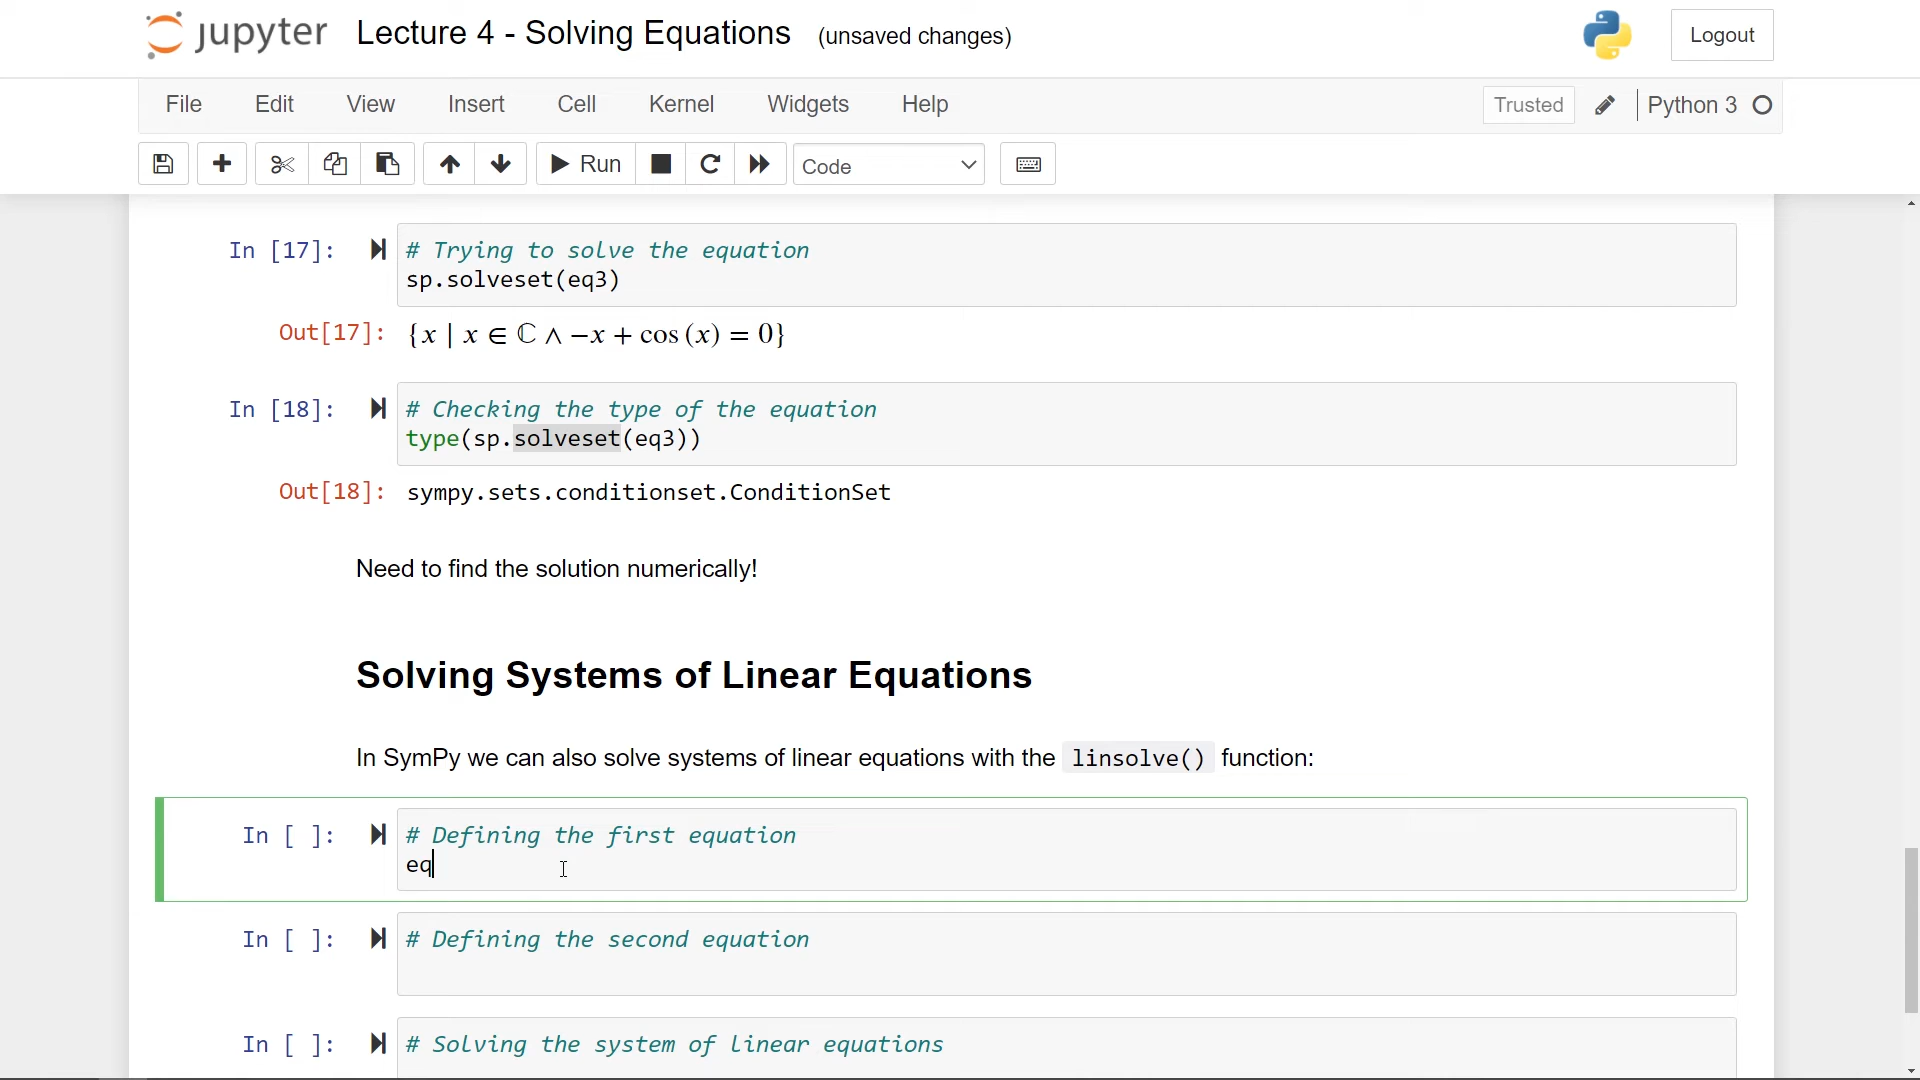 jupyter Lecture 4 - Solving Equations (unsaved changes) Logout
File Edit View Insert Cell Kernel Widgets Help Trusted Python 3
Run Code
In [17]: # Trying to solve the equation
sp.solveset(eq3)
Out[17]: {x | x ∈ ℂ ∧ −x + cos (x) = 0}
In [18]: # Checking the type of the equation
type(sp.solveset(eq3))
Out[18]: sympy.sets.conditionset.ConditionSet
Need to find the solution numerically!
Solving Systems of Linear Equations
In SymPy we can also solve systems of linear equations with the linsolve() function:
In [ ]: # Defining the first equation
eq
In [ ]: # Defining the second equation
In [ ]: # Solving the system of linear equations